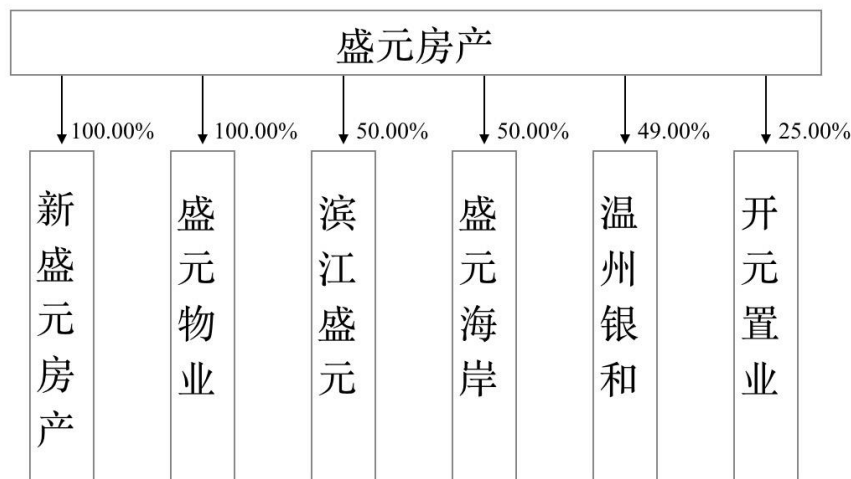 盛元房产
100.00%
100.00%
50.00%
50.00%
49.00%
25.00%
新盛元房产
盛元物业
滨江盛元
盛元海岸
温州银和
开元置业